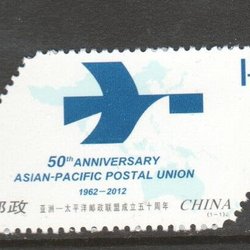 50th ANNIVERSARY
ASIAN-PACIFIC POSTAL UNION
1962–2012
邮政
亚洲—太平洋邮政联盟成立五十周年
CHINA